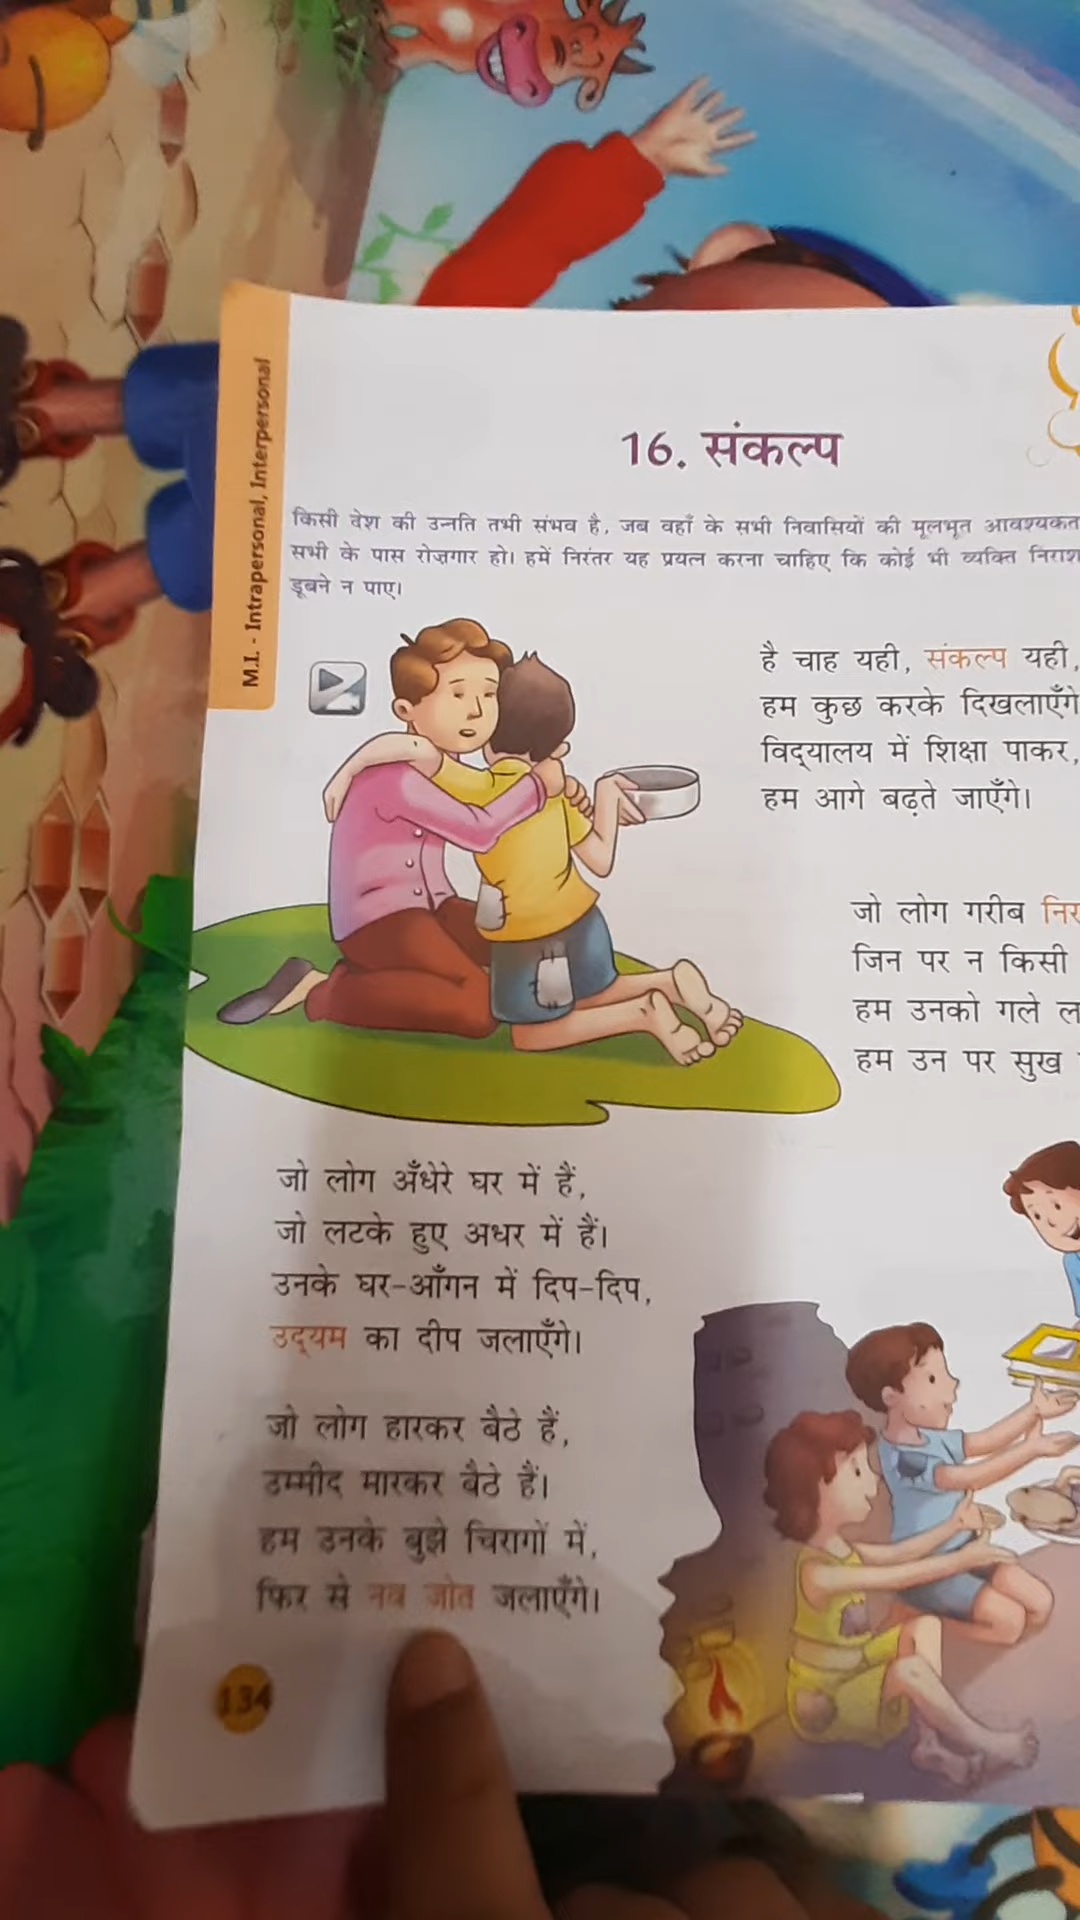 M.I. - Intrapersonal, Interpersonal
16. संकल्प
किसी देश की उन्नति तभी संभव है, जब वहाँ के सभी निवासियों की मूलभूत आवश्यकत
सभी के पास रोज़गार हो। हमें निरंतर यह प्रयत्न करना चाहिए कि कोई भी व्यक्ति निराश
डूबने न पाए।
है चाह यही, संकल्प यही,
हम कुछ करके दिखलाएँगे
विद्यालय में शिक्षा पाकर,
हम आगे बढ़ते जाएँगे।
जो लोग गरीब
जिन पर न किसी
हम उनको गले
हम उन पर सुख
जो लोग अँधेरे घर में हैं,
जो लटके हुए अधर में हैं।
उनके घर-आँगन में दिप-दिप,
उद्यम का दीप जलाएँगे।
जो लोग हारकर बैठे हैं,
उम्मीद मारकर बैठे हैं।
हम उनके बुझे चिरागों में,
फिर से नव जोत जलाएँगे।
134